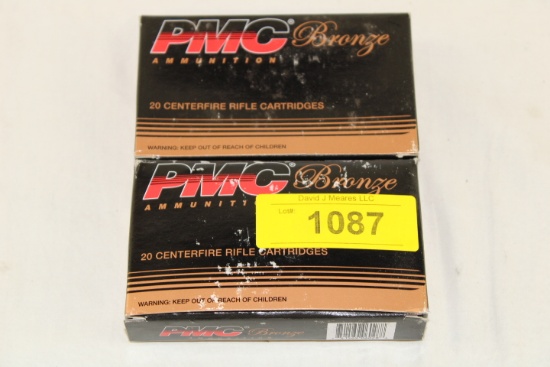 PMC® Bronze
AMMUNITION
20 CENTERFIRE RIFLE CARTRIDGES
WARNING: KEEP OUT OF REACH OF CHILDREN
PMC® Bronze
AMMUNITI
David J Meares LLC
Lot#: 1087
20 CENTERFIRE RIFLE CARTRIDGES
WARNING: KEEP OUT OF REACH OF CHILDREN
PMC Bronze